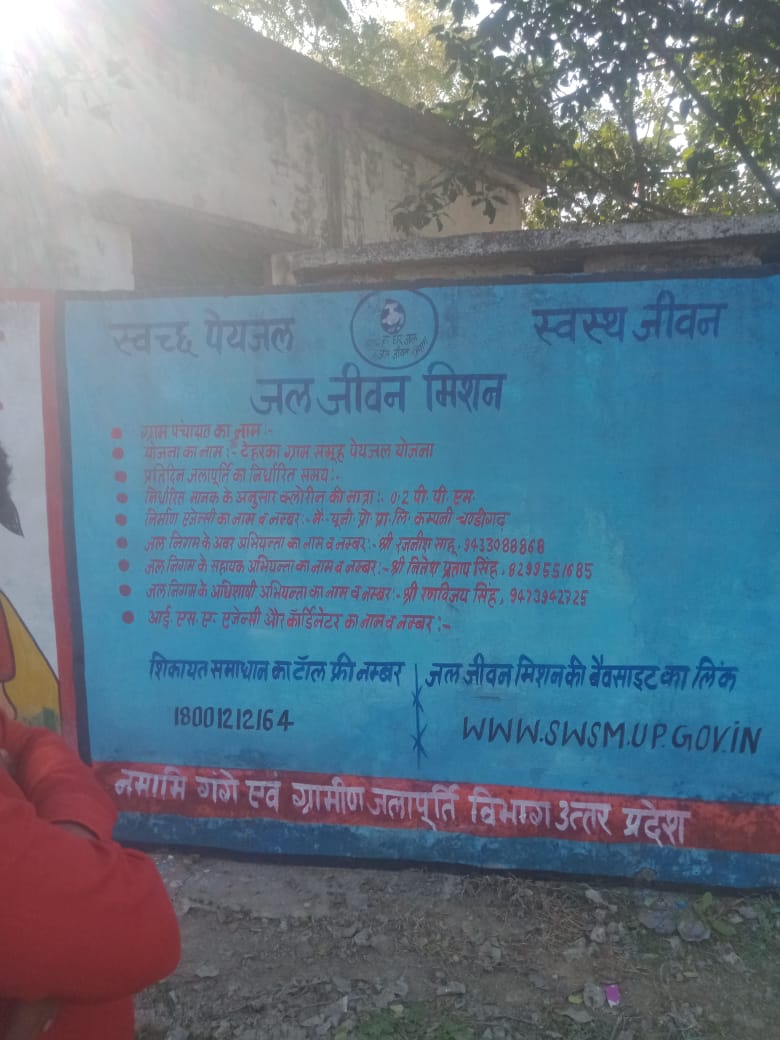 स्वच्छ पेयजल
स्वस्थ जीवन
जल जीवन मिशन
ग्राम पंचायत का नाम :-
योजना का नाम :- टेहरका ग्राम समूह पेयजल योजना
प्रतिदिन जलापूर्ति का निर्धारित समय :-
निर्धारित मानक के अनुसार क्लोरीन की मात्रा :- 0.2 पी. पी. एम.
निर्माण एजेन्सी का नाम व नम्बर :- मै. यूनी. प्रो. प्रा. लि. कम्पनी चण्डीगढ़
जल निगम के अवर अभियन्ता का नाम व नम्बर :- श्री रजनीश साहू, 9433088868
जल निगम के सहायक अभियन्ता का नाम व नम्बर :- श्री नितेश प्रताप सिंह, 8299551685
जल निगम के अधिशाषी अभियन्ता का नाम व नम्बर :- श्री रणविजय सिंह, 9473942725
आई. एस. ए. एजेन्सी और कॉर्डिनेटर का नाम व नम्बर :-
शिकायत समाधान का टॉल फ्री नम्बर
18001212164
जल जीवन मिशन की बैवसाइट का लिंक
WWW.SWSM.UP.GOV.iN
नमामि गंगे एवं ग्रामीण जलापूर्ति विभाग उत्तर प्रदेश